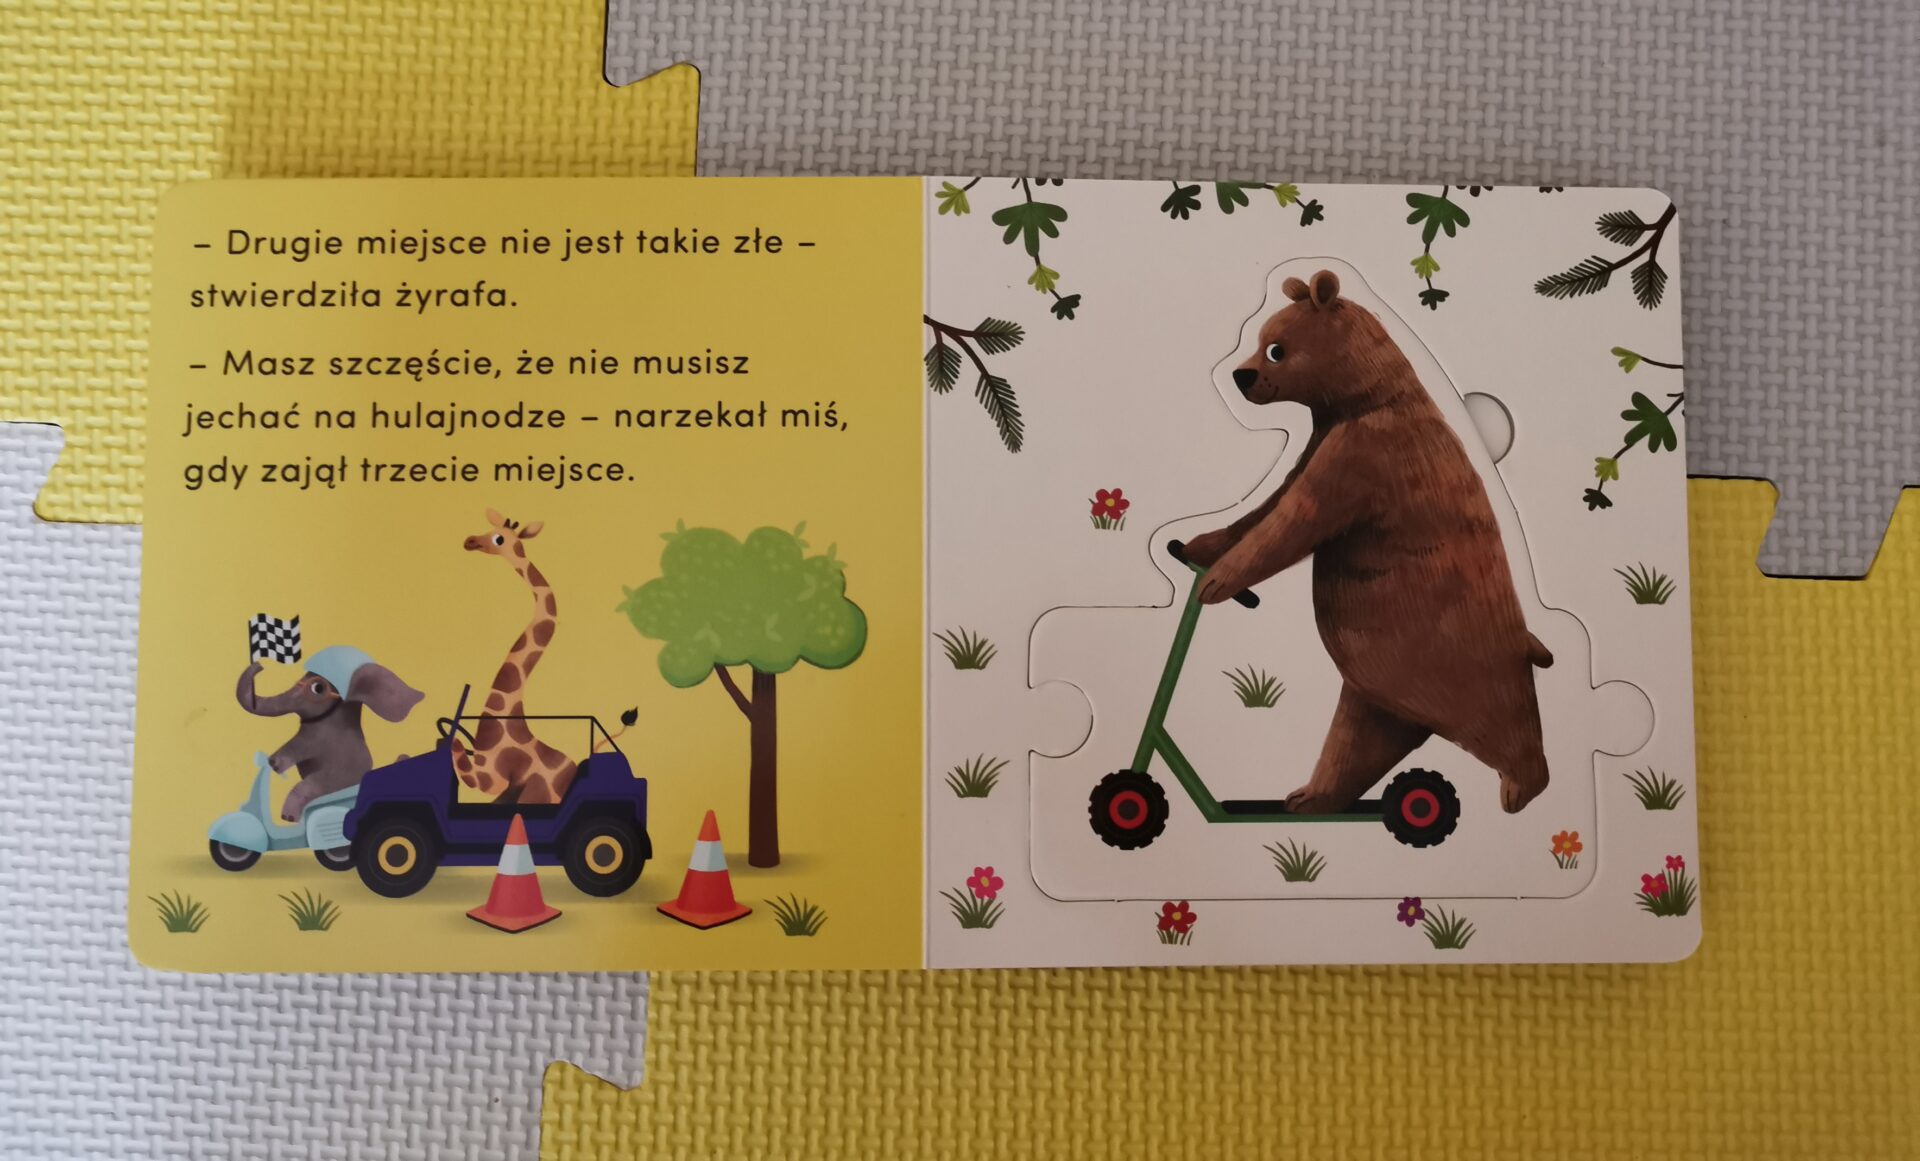 – Drugie miejsce nie jest takie złe –
stwierdziła żyrafa.
– Masz szczęście, że nie musisz
jechać na hulajnodze – narzekał miś,
gdy zajął trzecie miejsce.